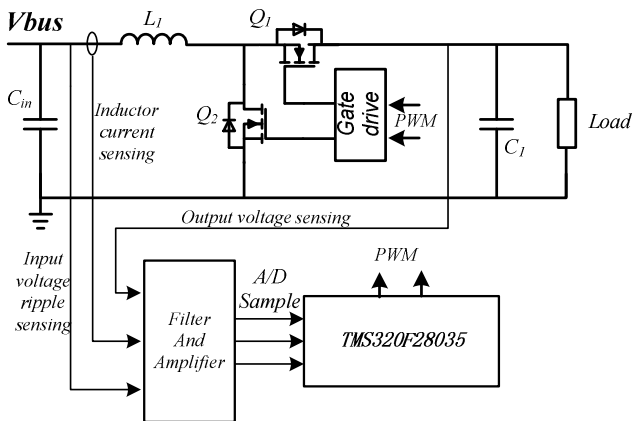 Vbus
L1
Q1
Cin
Inductor
current
sensing
Q2
Gate
drive
PWM
C1
Load
Output voltage sensing
Input
voltage
ripple
sensing
Filter
And
Amplifier
A/D
Sample
PWM
TMS320F28035